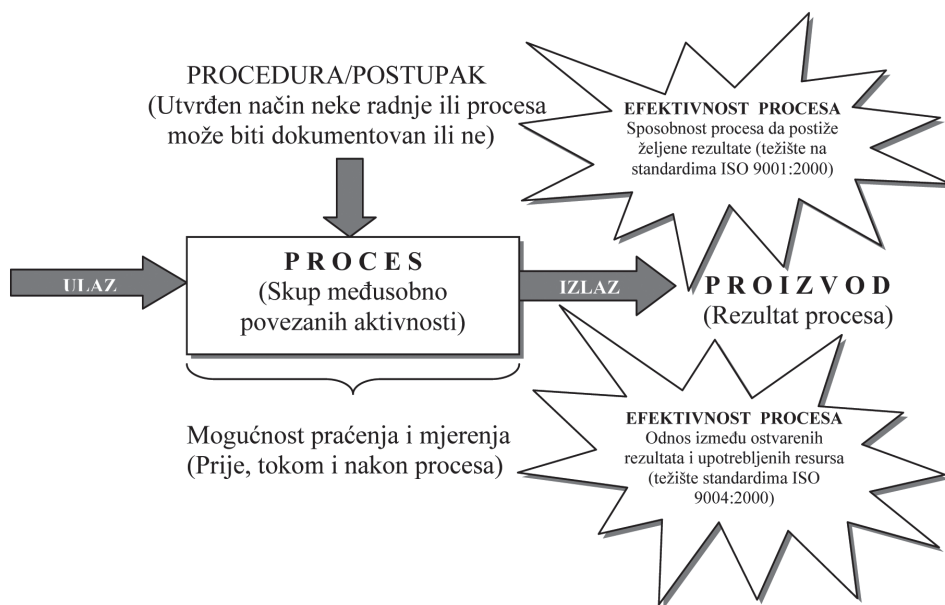 PROCEDURA/POSTUPAK
(Utvrđen način neke radnje ili procesa
može biti dokumentovan ili ne)
EFEKTIVNOST PROCESA
Sposobnost procesa da postiže
željene rezultate (težište na
standardima ISO 9001:2000)
ULAZ
P R O C E S
(Skup međusobno
povezanih aktivnosti)
IZLAZ
P R O I Z V O D
(Rezultat procesa)
Mogućnost praćenja i mjerenja
(Prije, tokom i nakon procesa)
EFEKTIVNOST PROCESA
Odnos između ostvarenih
rezultata i upotrebljenih resursa
(težište standardima ISO
9004:2000)